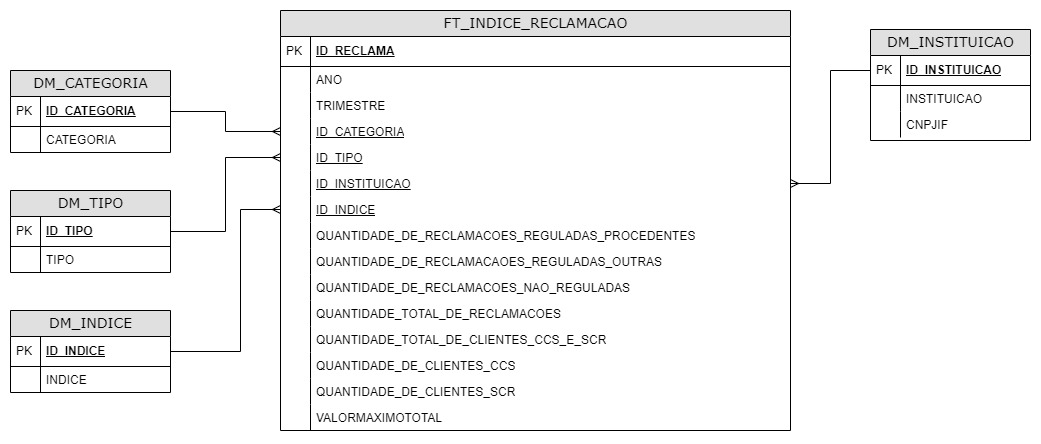 DM_CATEGORIA
PK ID_CATEGORIA
CATEGORIA
DM_TIPO
PK ID_TIPO
TIPO
DM_INDICE
PK ID_INDICE
INDICE
FT_INDICE_RECLAMACAO
PK ID_RECLAMA
ANO
TRIMESTRE
ID_CATEGORIA
ID_TIPO
ID_INSTITUICAO
ID_INDICE
QUANTIDADE_DE_RECLAMACOES_REGULADAS_PROCEDENTES
QUANTIDADE_DE_RECLAMACAOES_REGULADAS_OUTRAS
QUANTIDADE_DE_RECLAMACOES_NAO_REGULADAS
QUANTIDADE_TOTAL_DE_RECLAMACOES
QUANTIDADE_TOTAL_DE_CLIENTES_CCS_E_SCR
QUANTIDADE_DE_CLIENTES_CCS
QUANTIDADE_DE_CLIENTES_SCR
VALORMAXIMOTOTAL
DM_INSTITUICAO
PK ID_INSTITUICAO
INSTITUICAO
CNPJIF